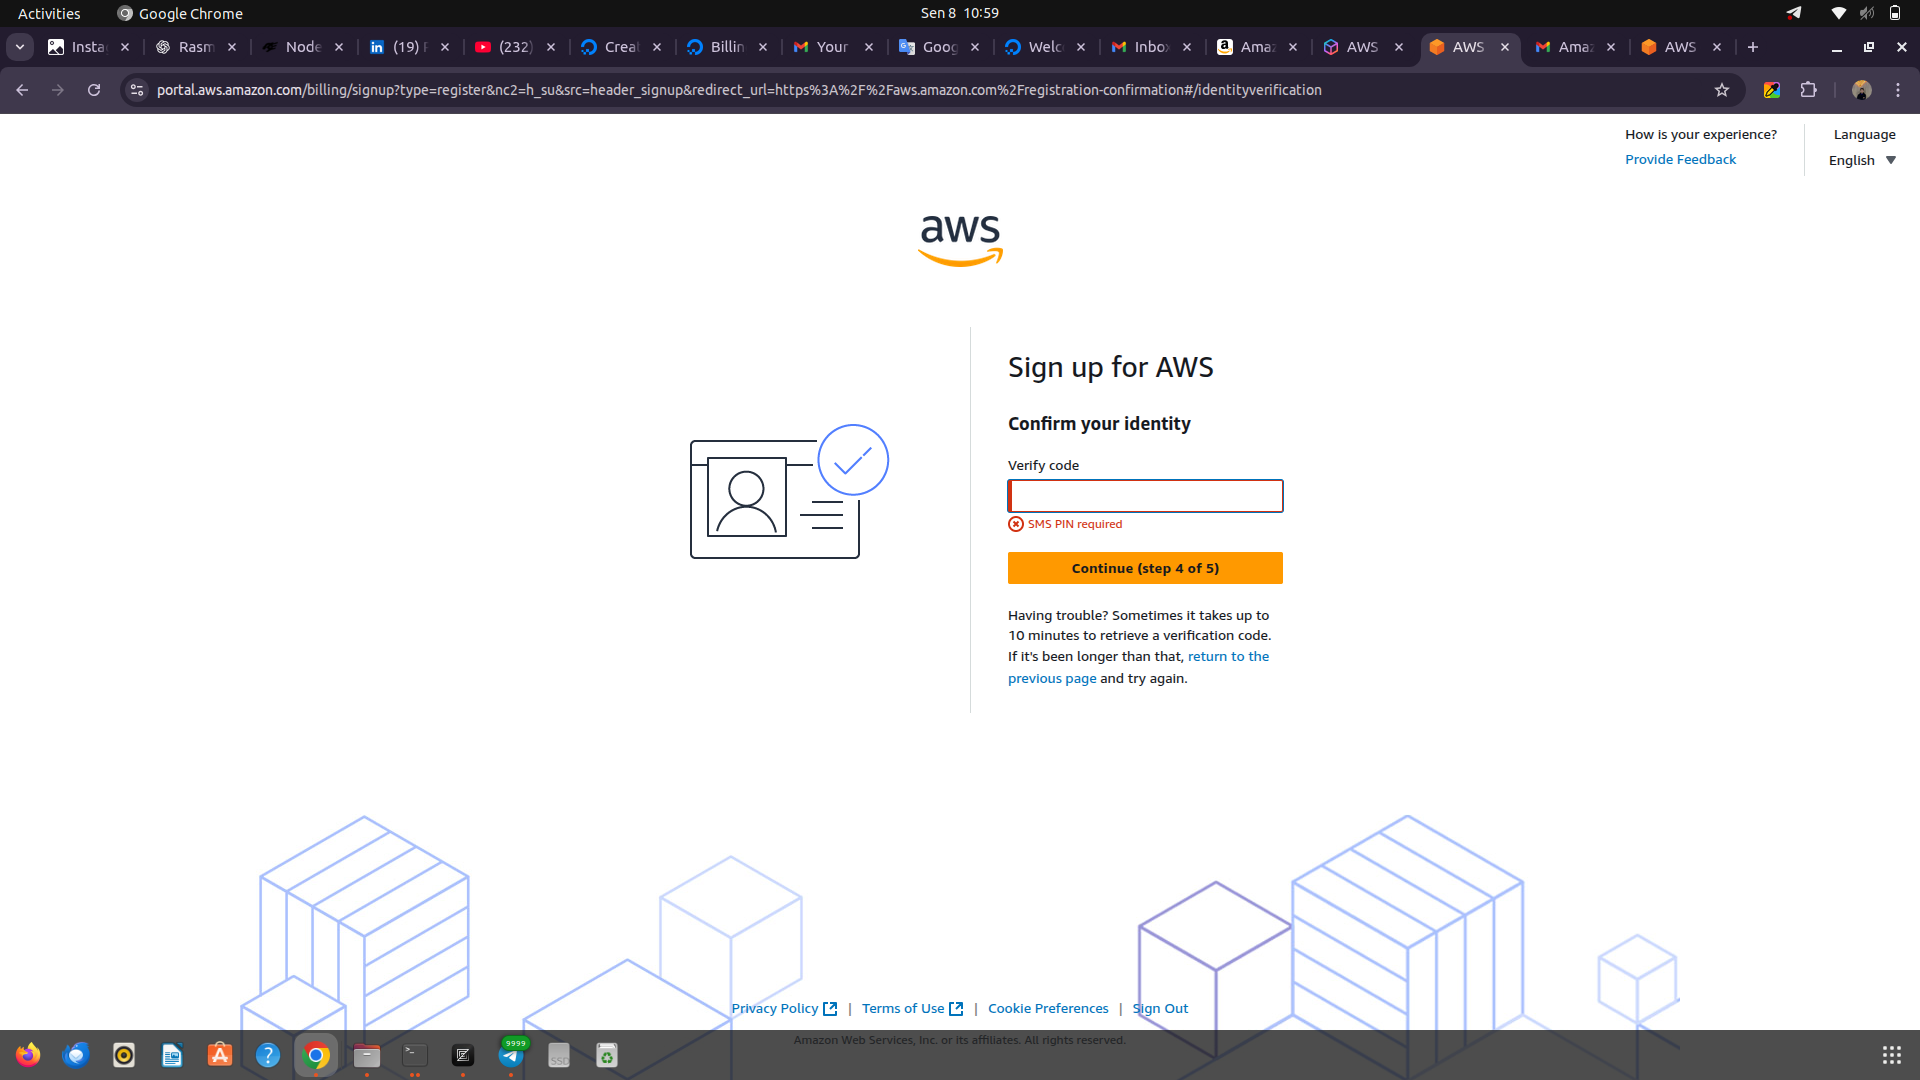 Activities
Google Chrome
Sen 8 10:59
Insta
Rasm
Node
(19) F
(232)
Creat
Billin
Your
Goog
Welc
Inbox
Amaz
AWS
AWS
Amaz
AWS
portal.aws.amazon.com/billing/signup?type=register&nc2=h_su&src=header_signup&redirect_url=https%3A%2F%2Faws.amazon.com%2Fregistration-confirmation#/identityverification
How is your experience?
Provide Feedback
Language
English
aws
Sign up for AWS
Confirm your identity
Verify code
SMS PIN required
Continue (step 4 of 5)
Having trouble? Sometimes it takes up to
10 minutes to retrieve a verification code.
If it's been longer than that, return to the
previous page and try again.
Privacy Policy | Terms of Use | Cookie Preferences | Sign Out
Amazon Web Services, Inc. or its affiliates. All rights reserved.
9999
SSD